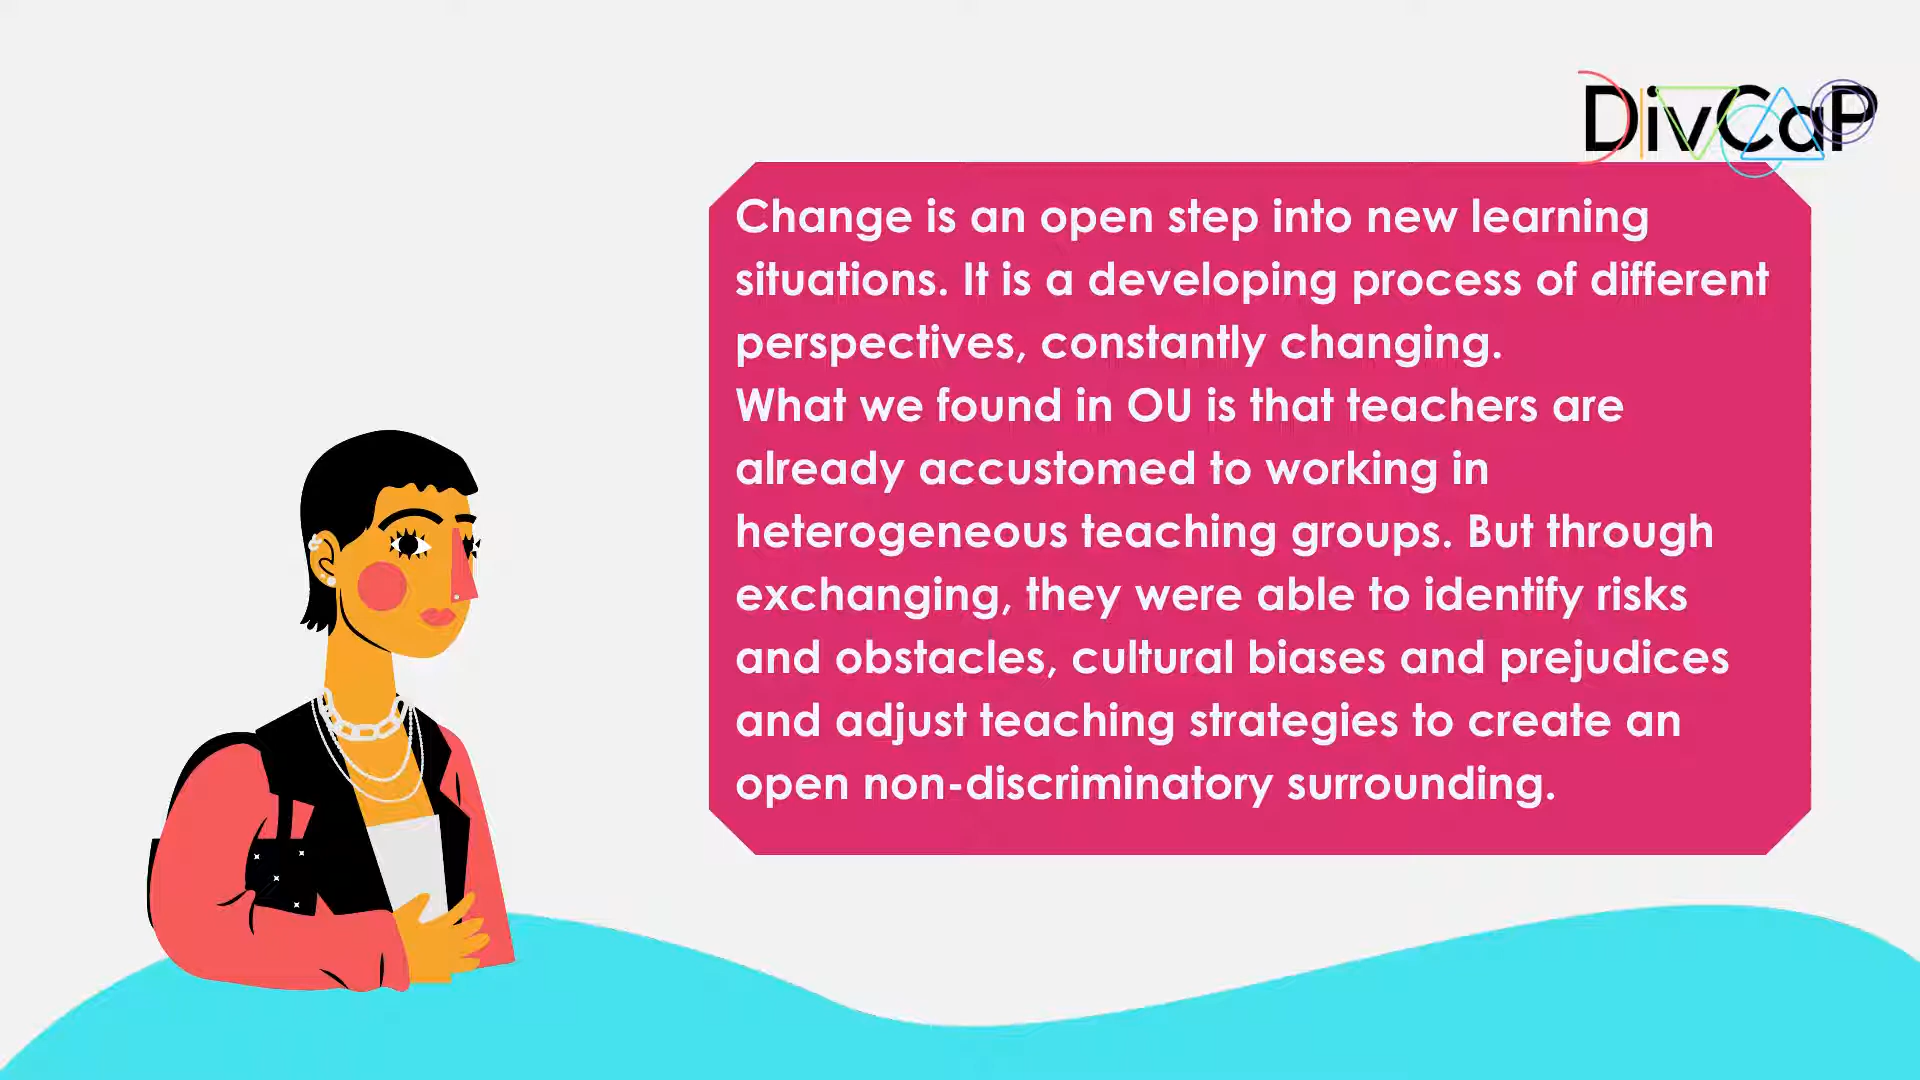 DivCaP
Change is an open step into new learning
situations. It is a developing process of different
perspectives, constantly changing.
What we found in OU is that teachers are
already accustomed to working in
heterogeneous teaching groups. But through
exchanging, they were able to identify risks
and obstacles, cultural biases and prejudices
and adjust teaching strategies to create an
open non-discriminatory surrounding.